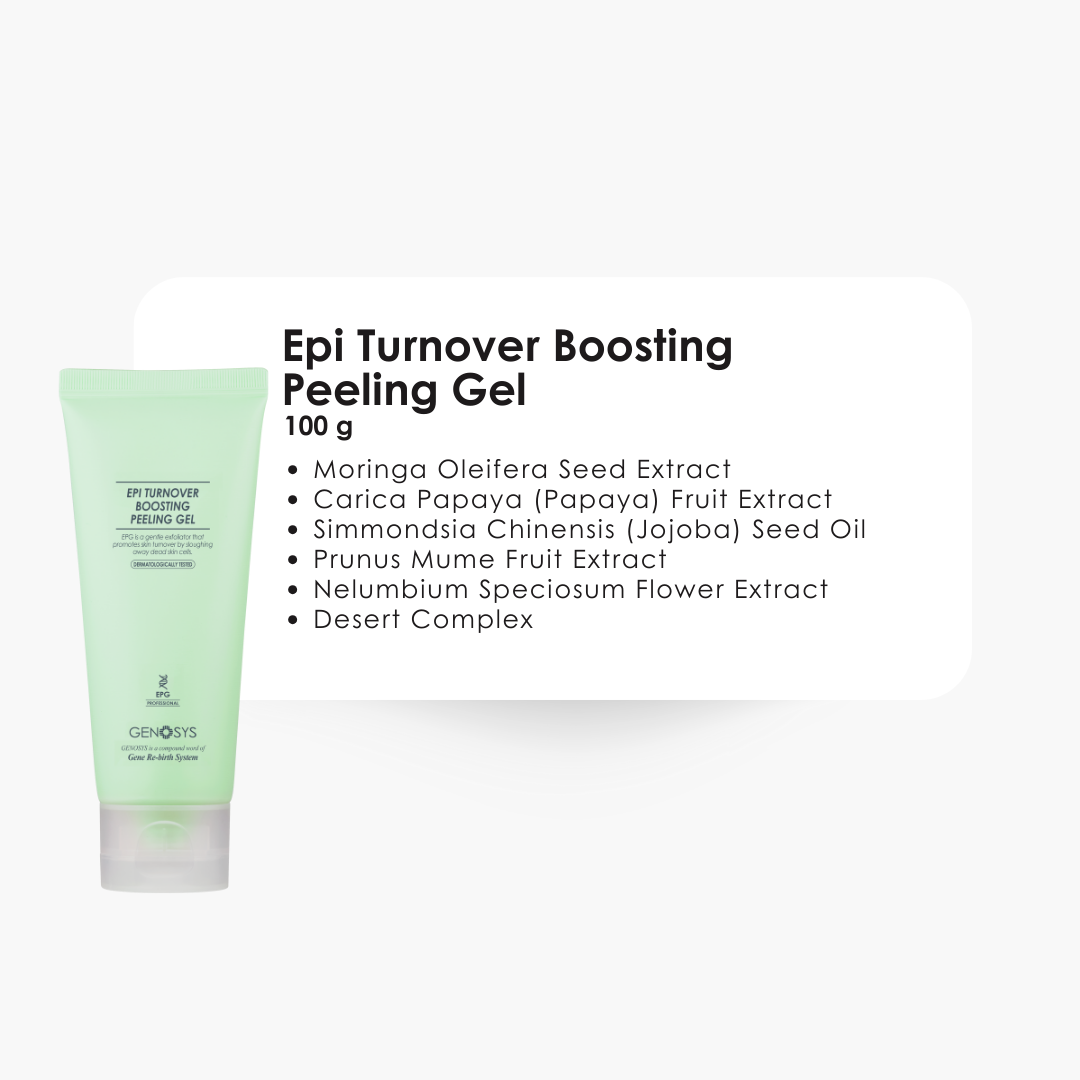 Epi Turnover Boosting
Peeling Gel
100 g
• Moringa Oleifera Seed Extract
• Carica Papaya (Papaya) Fruit Extract
• Simmondsia Chinensis (Jojoba) Seed Oil
• Prunus Mume Fruit Extract
• Nelumbium Speciosum Flower Extract
• Desert Complex
EPI TURNOVER
BOOSTING
PEELING GEL
EPG is a gentle exfoliator that
promotes skin turnover by sloughing
away dead skin cells.
DERMATOLOGICALLY TESTED
EPG
PROFESSIONAL
GENOSYS
GENOSYS is a compound word of
Gene Re-birth System